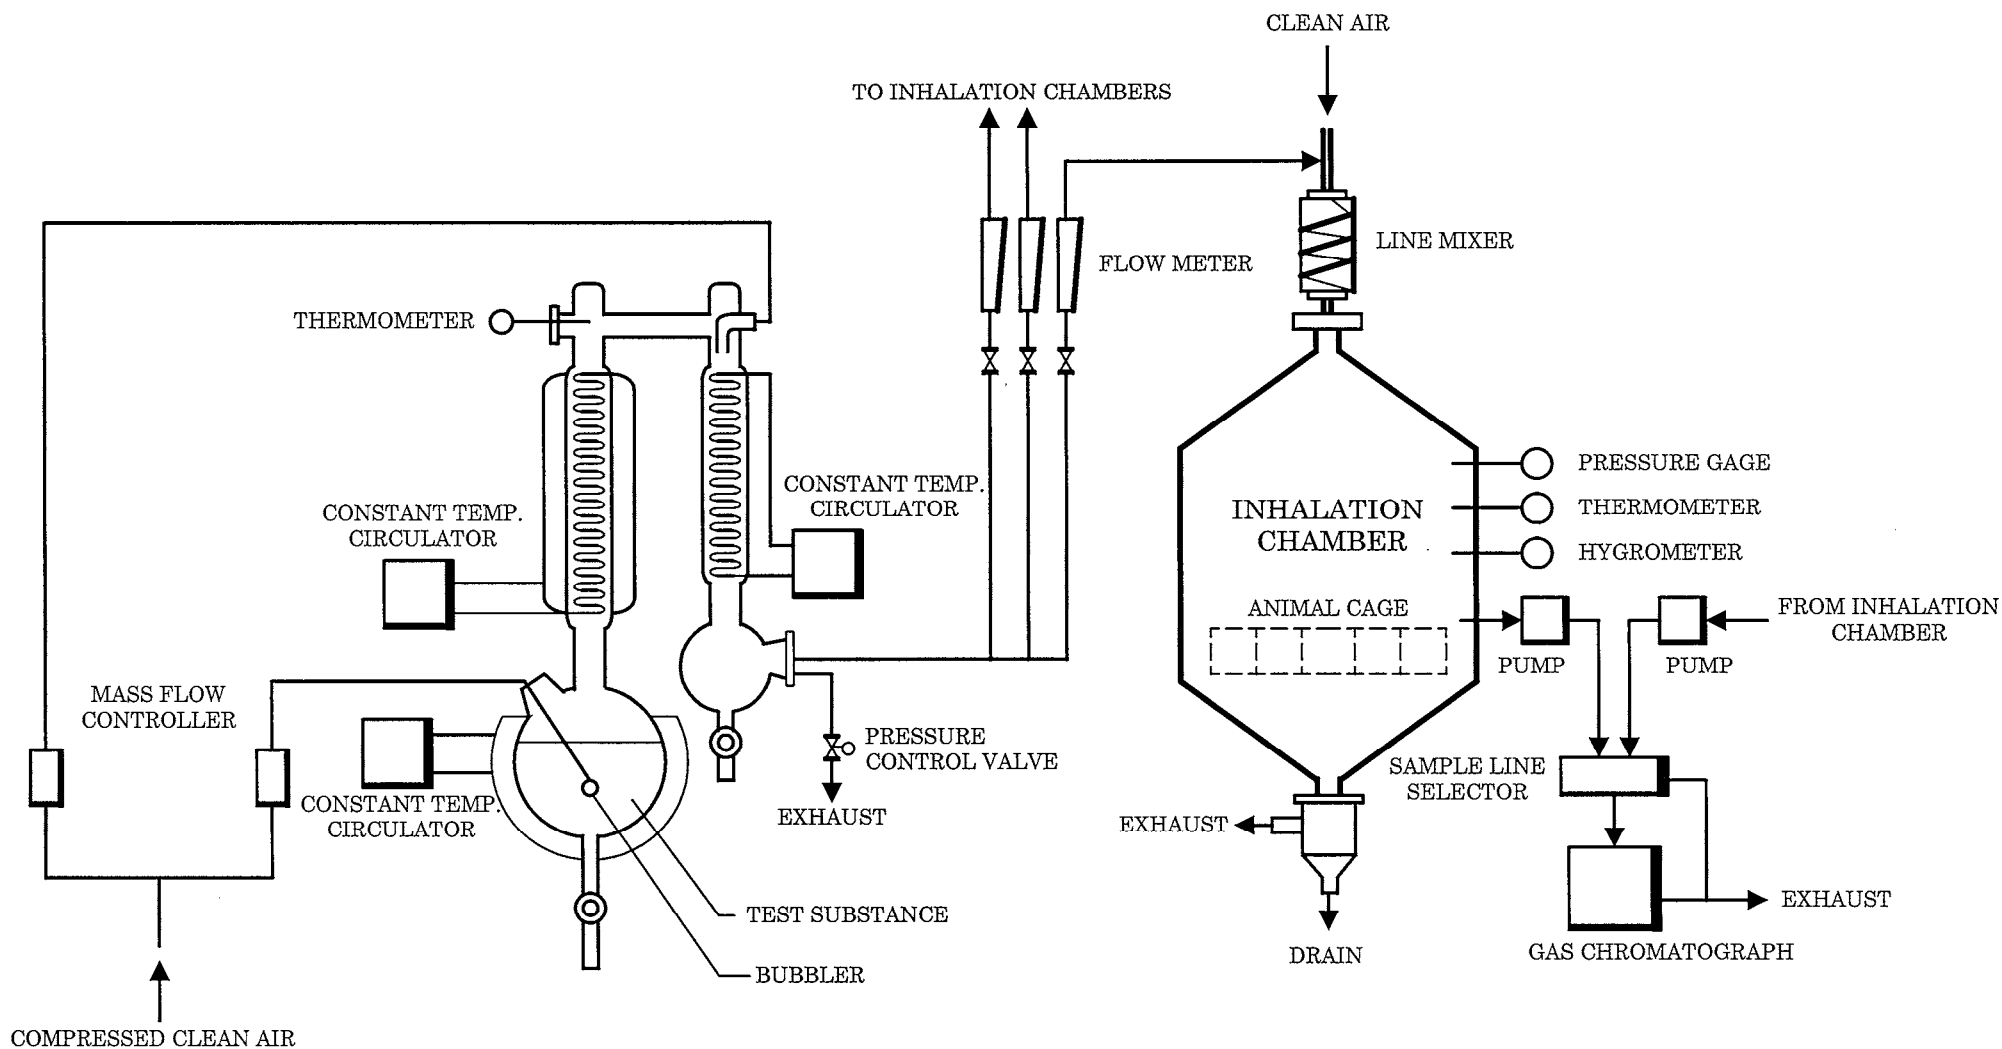 CLEAN AIR
TO INHALATION CHAMBERS
LINE MIXER
FLOW METER
THERMOMETER
CONSTANT TEMP.
CIRCULATOR
CONSTANT TEMP.
CIRCULATOR
PRESSURE GAGE
THERMOMETER
HYGROMETER
INHALATION
CHAMBER
ANIMAL CAGE
FROM INHALATION
CHAMBER
PUMP
PUMP
MASS FLOW
CONTROLLER
PRESSURE
CONTROL VALVE
SAMPLE LINE
SELECTOR
CONSTANT TEMP.
CIRCULATOR
EXHAUST
EXHAUST
EXHAUST
TEST SUBSTANCE
DRAIN
GAS CHROMATOGRAPH
BUBBLER
COMPRESSED CLEAN AIR